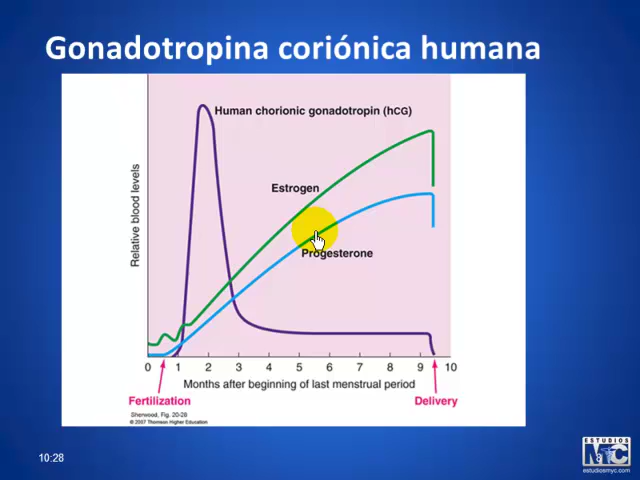 Gonadotropina coriónica humana
Human chorionic gonadotropin (hCG)
Estrogen
Progesterone
Relative blood levels
0 1 2 3 4 5 6 7 8 9 10
Months after beginning of last menstrual period
Fertilization
Delivery
Sherwood, Fig. 20-28
© 2007 Thomson Higher Education
10:28
8
ESTUDIOS
MyC
estudiosmyc.com